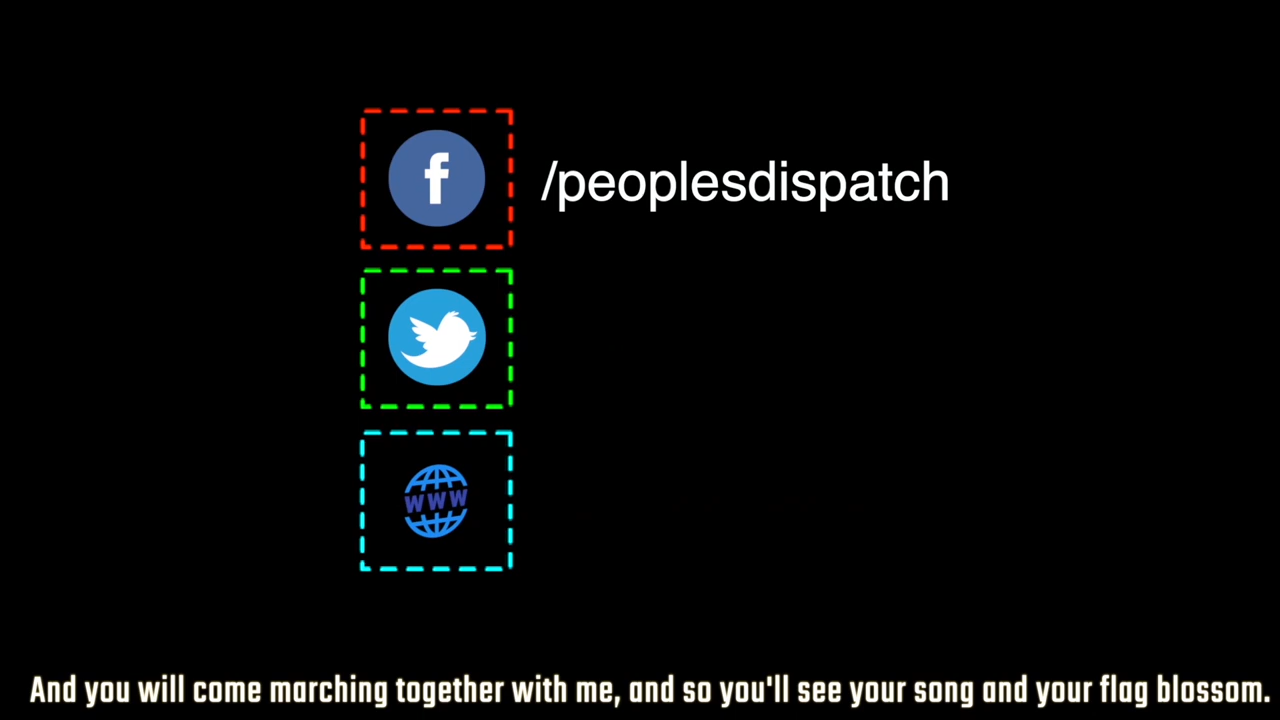 f
/peoplesdispatch
WWW
And you will come marching together with me, and so you'll see your song and your flag blossom.